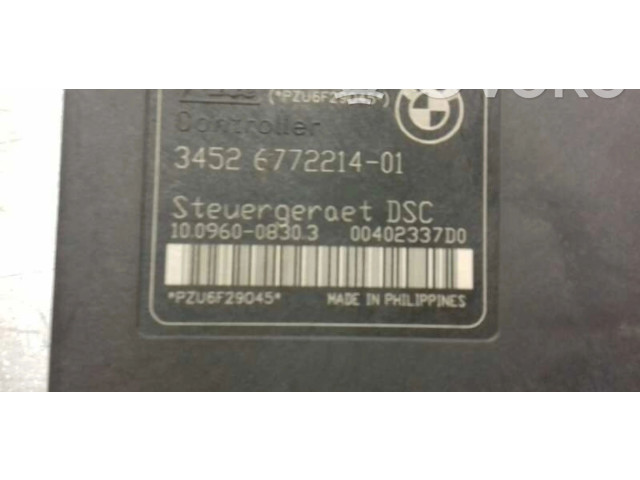 (*PZU6F29045*)
Controller
3452 6772214-01
Steuergeraet DSC
10.0960-0830.3 00402337D0
*PZU6F29045* MADE IN PHILIPPINES